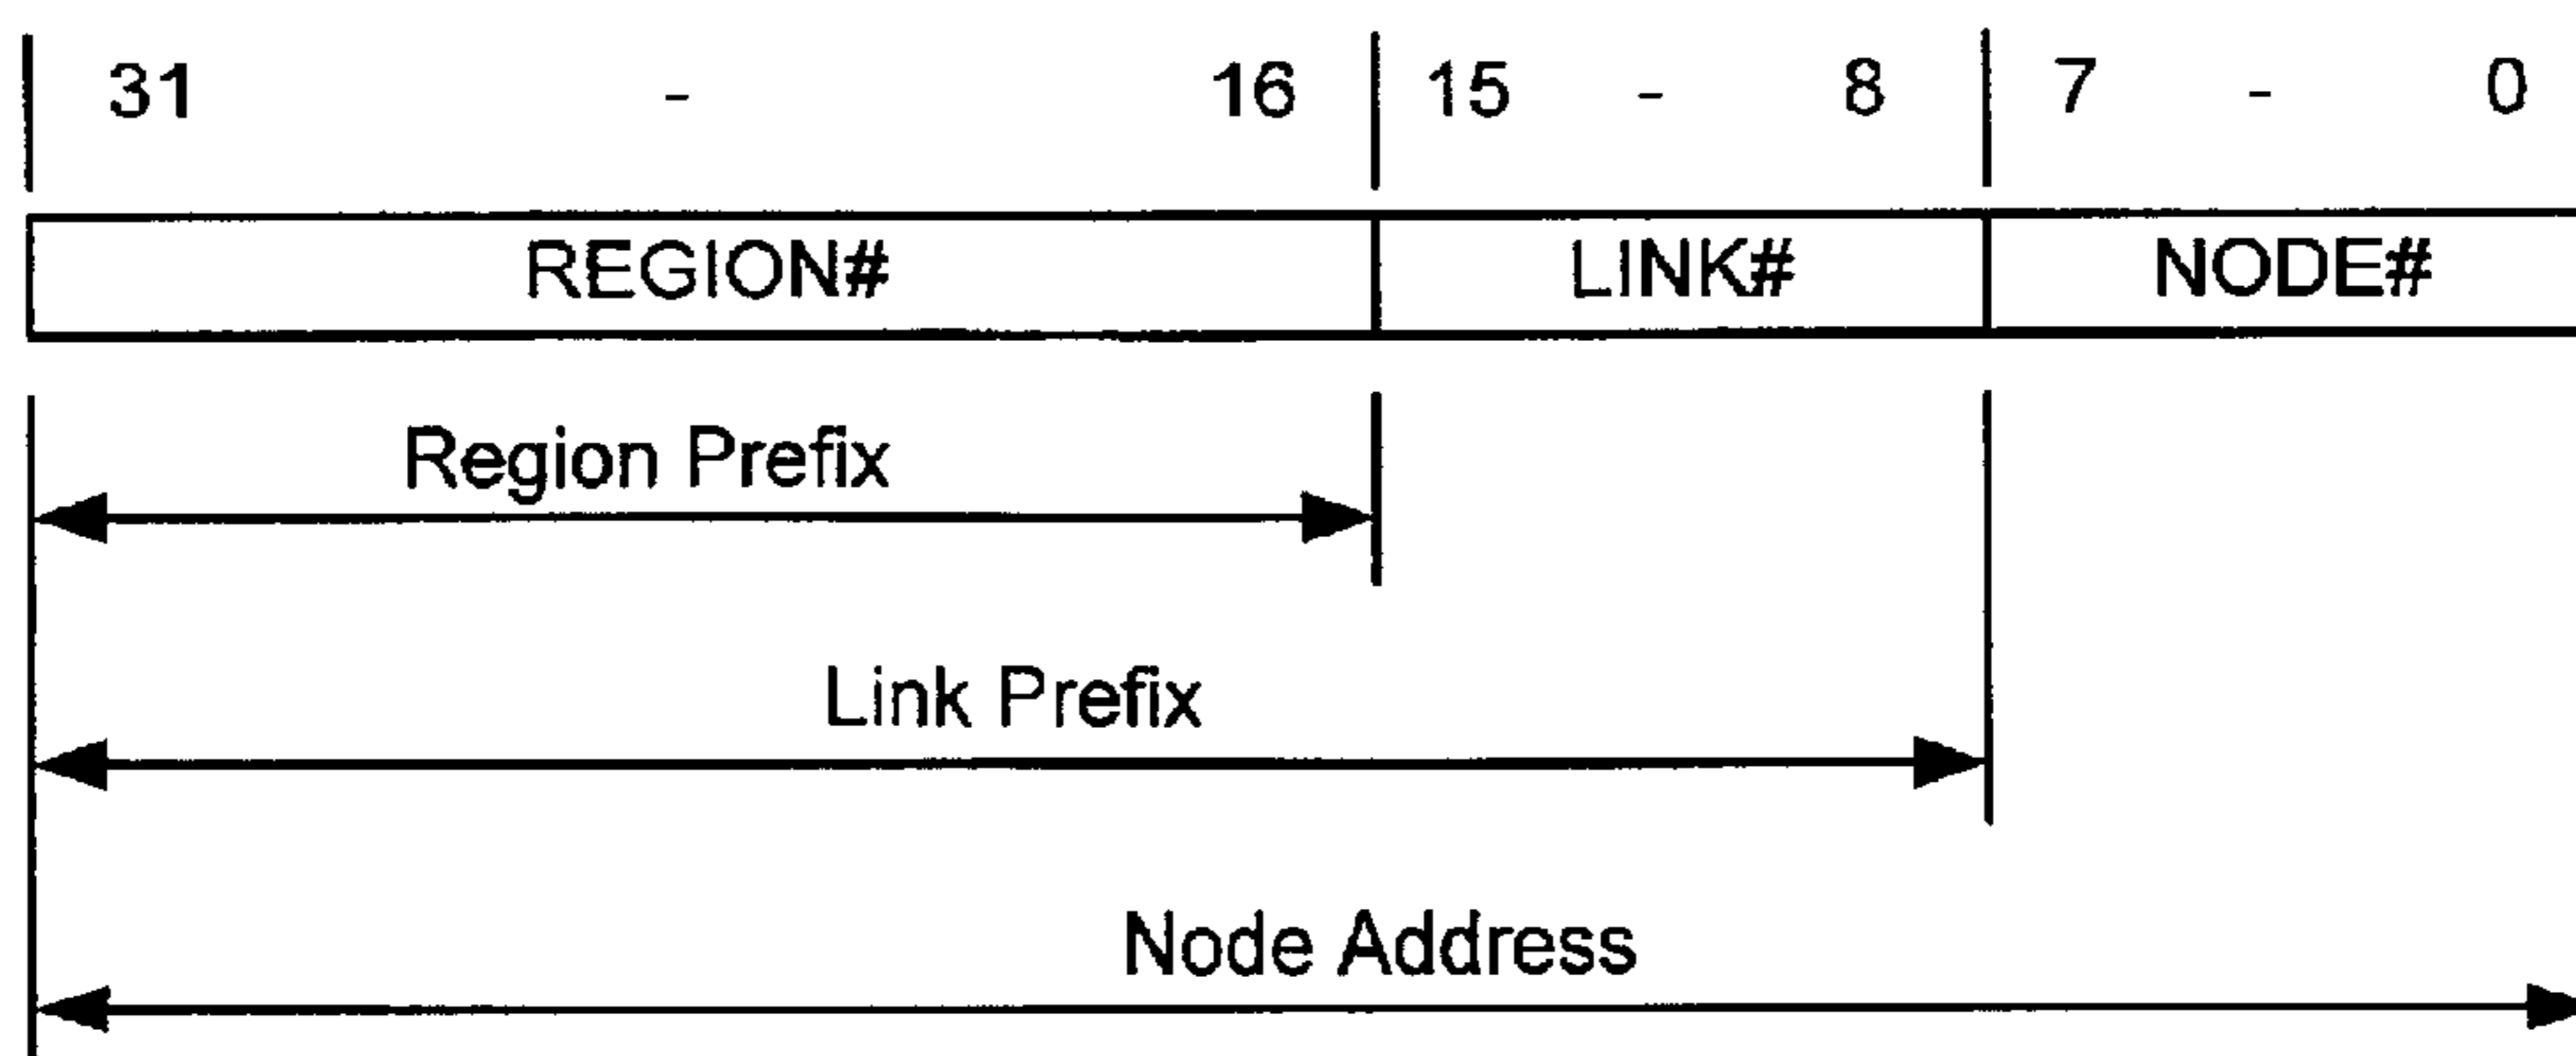 31 - 16 15 - 8 7 - 0
REGION# LINK# NODE#
Region Prefix
Link Prefix
Node Address